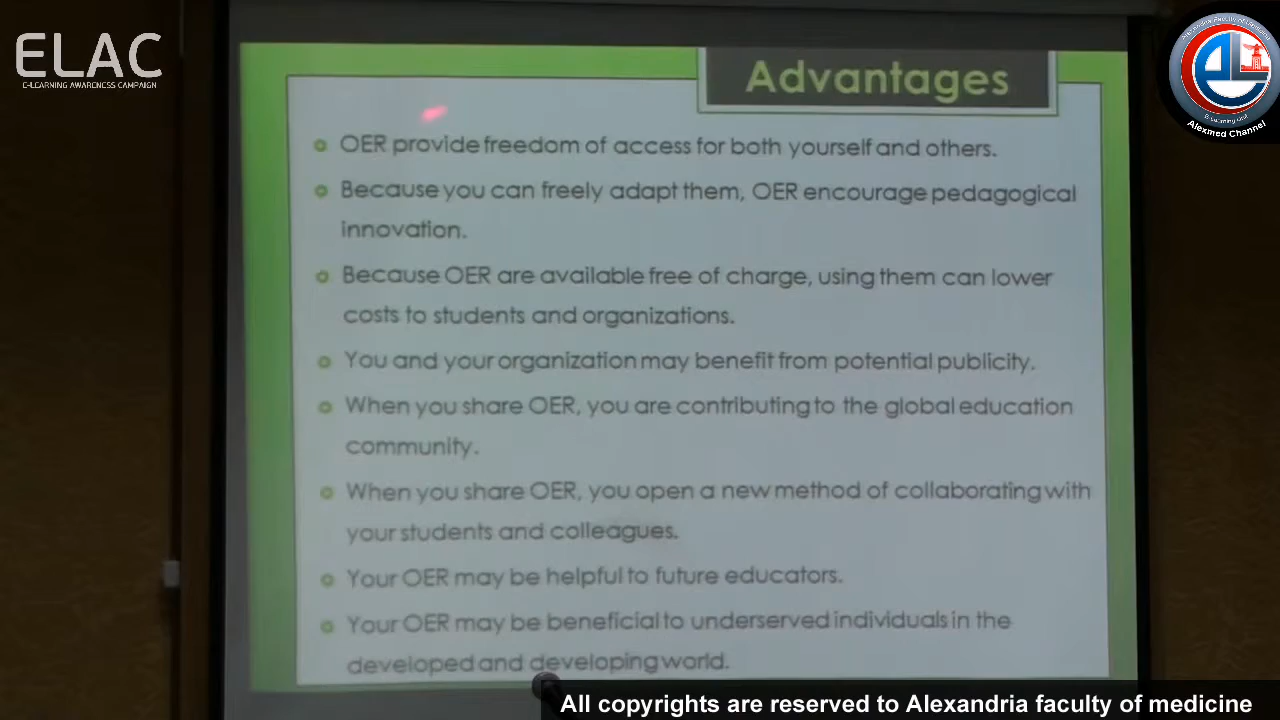 ELAC
E-LEARNING AWARENESS CAMPAIGN
Advantages
OER provide freedom of access for both yourself and others.
Because you can freely adapt them, OER encourage pedagogical
innovation.
Because OER are available free of charge, using them can lower
costs to students and organizations.
You and your organization may benefit from potential publicity.
When you share OER, you are contributing to the global education
community.
When you share OER, you open a new method of collaborating with
your students and colleagues.
Your OER may be helpful to future educators.
Your OER may be beneficial to underserved individuals in the
developed and developing world.
Alexmed Channel
All copyrights are reserved to Alexandria faculty of medicine